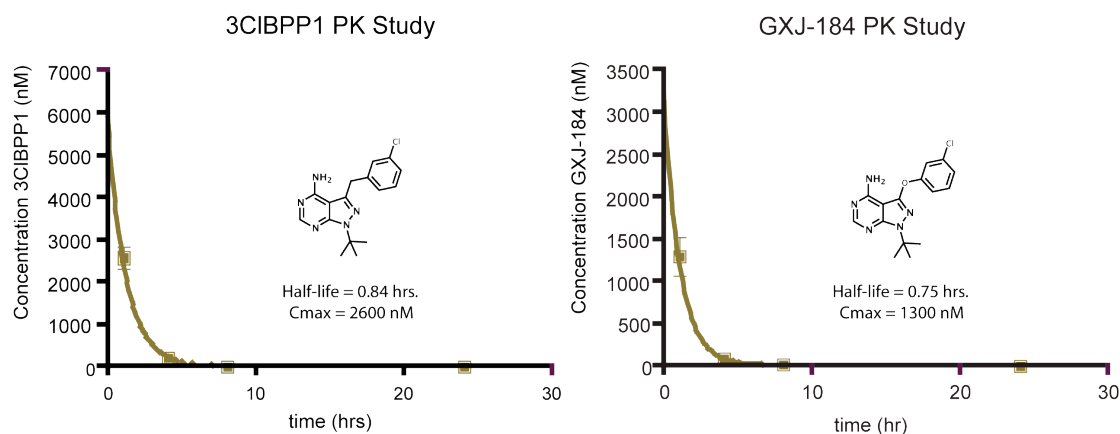 3ClBPP1 PK Study
Concentration 3ClBPP1 (nM)
7000
6000
5000
4000
3000
2000
1000
0
0
10
20
30
time (hrs)
Cl
NH₂
N
N
N
N
Half-life = 0.84 hrs.
Cmax = 2600 nM
GXJ-184 PK Study
Concentration GXJ-184 (nM)
3500
3000
2500
2000
1500
1000
500
0
0
10
20
30
time (hr)
Cl
NH₂
O
N
N
N
N
Half-life = 0.75 hrs.
Cmax = 1300 nM